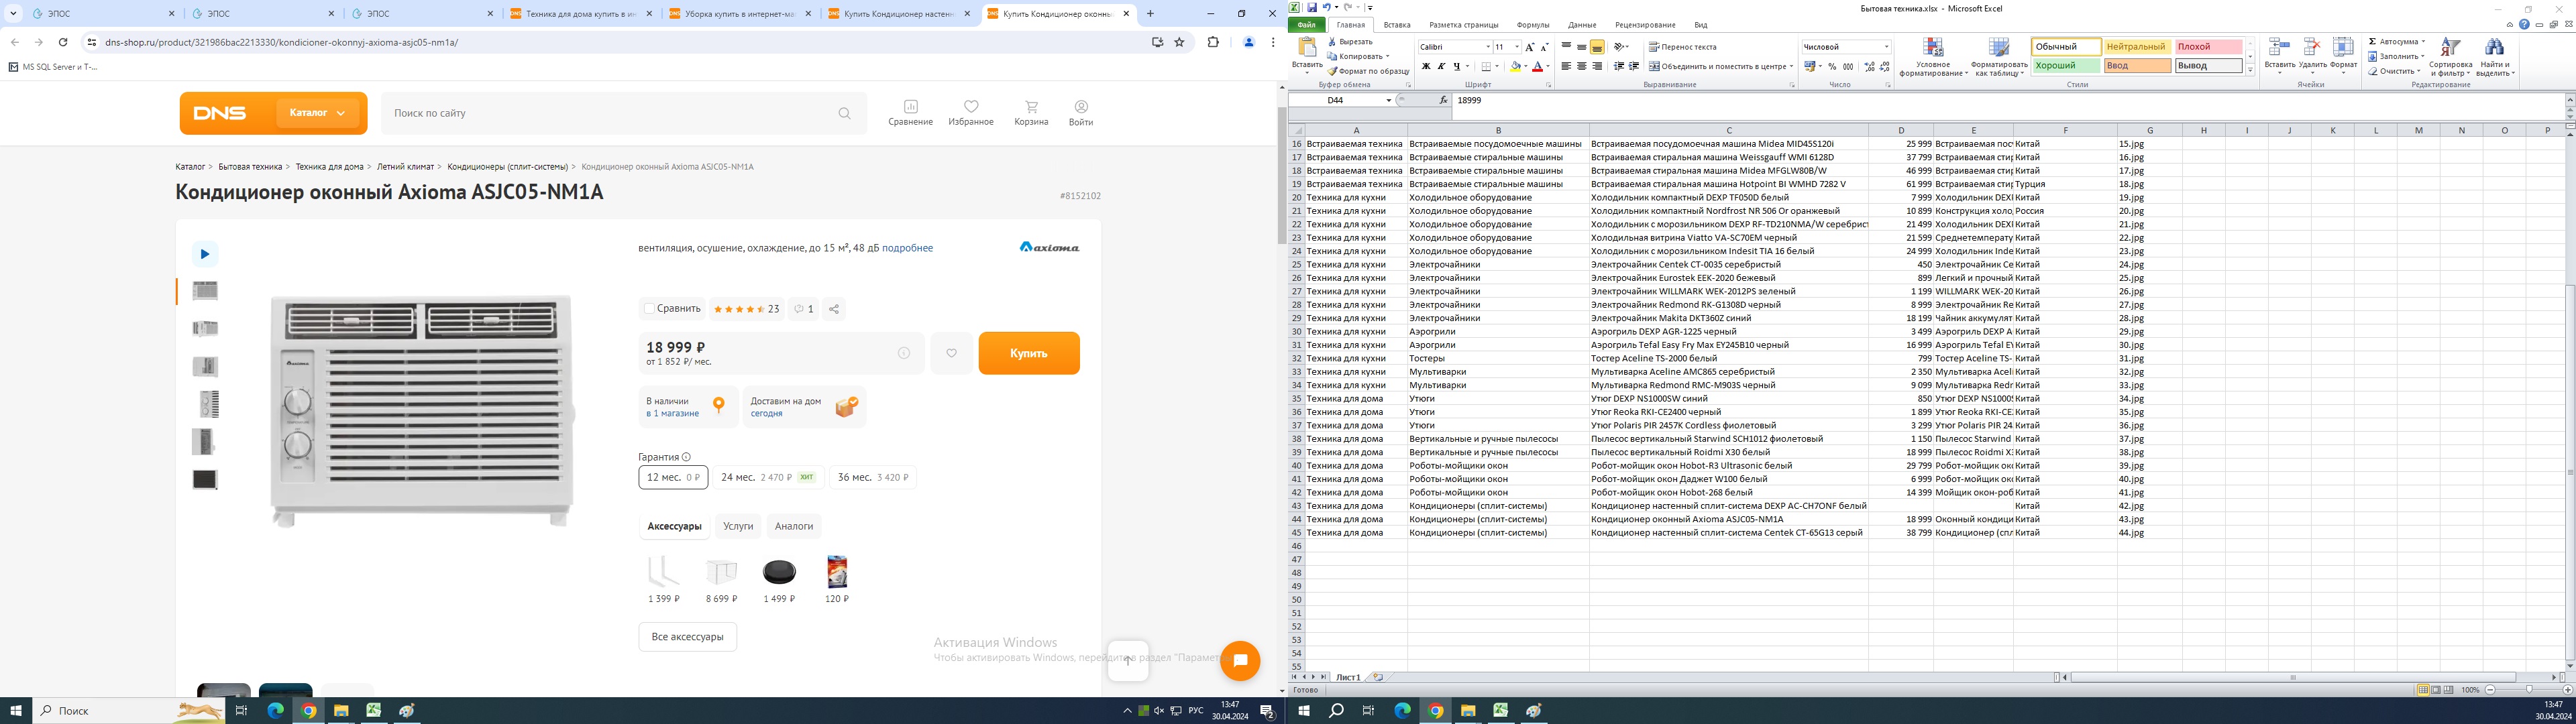 ЭПОС
ЭПОС
ЭПОС
Техника для дома купить в ин
Уборка купить в интернет-ма
Купить Кондиционер настенн
Купить Кондиционер оконны
dns-shop.ru/product/321986bac2213330/kondicioner-okonnyj-axioma-asjc05-nm1a/
MS SQL Server и T-...
DNS
Каталог
Поиск по сайту
Сравнение
Избранное
Корзина
Войти
Каталог > Бытовая техника > Техника для дома > Летний климат > Кондиционеры (сплит-системы) > Кондиционер оконный Axioma ASJC05-NM1A
Кондиционер оконный Axioma ASJC05-NM1A
#8152102
вентиляция, осушение, охлаждение, до 15 м², 48 дБ подробнее
axioma
Сравнить
23
1
18 999 ₽
от 1 852 ₽/ мес.
Купить
В наличии
в 1 магазине
Доставим на дом
сегодня
Гарантия
12 мес. 0 ₽
24 мес. 2 470 ₽ ХИТ
36 мес. 3 420 ₽
Аксессуары
Услуги
Аналоги
1 399 ₽
8 699 ₽
1 499 ₽
120 ₽
Все аксессуары
Активация Windows
Чтобы активировать Windows, перейдите в раздел "Парамет
Поиск
РУС
13:47
30.04.2024
2
Бытовая техника.xlsx - Microsoft Excel
Файл
Главная
Вставка
Разметка страницы
Формулы
Данные
Рецензирование
Вид
Вставить
Вырезать
Копировать
Формат по образцу
Буфер обмена
Calibri
11
Ж К Ч
Шрифт
Перенос текста
Объединить и поместить в центре
Выравнивание
Числовой
% 000
Число
Условное форматирование
Форматировать как таблицу
Обычный
Нейтральный
Плохой
Хороший
Ввод
Вывод
Стили
Вставить
Удалить
Формат
Ячейки
Автосумма
Заполнить
Очистить
Сортировка и фильтр
Найти и выделить
Редактирование
D44
fx
18999
A B C D E F G H I J K L M N O P
16 Встраиваемая техника Встраиваемые посудомоечные машины Встраиваемая посудомоечная машина Midea MID45S120i 25 999 Встраиваемая пос Китай 15.jpg
17 Встраиваемая техника Встраиваемые стиральные машины Встраиваемая стиральная машина Weissgauff WMI 6128D 37 799 Встраиваемая стир Китай 16.jpg
18 Встраиваемая техника Встраиваемые стиральные машины Встраиваемая стиральная машина Midea MFGLW80B/W 46 999 Встраиваемая стир Китай 17.jpg
19 Встраиваемая техника Встраиваемые стиральные машины Встраиваемая стиральная машина Hotpoint BI WMHD 7282 V 61 999 Встраиваемая стир Турция 18.jpg
20 Техника для кухни Холодильное оборудование Холодильник компактный DEXP TF050D белый 7 999 Холодильник DEXI Китай 19.jpg
21 Техника для кухни Холодильное оборудование Холодильник компактный Nordfrost NR 506 Or оранжевый 10 899 Конструкция холо, Россия 20.jpg
22 Техника для кухни Холодильное оборудование Холодильник с морозильником DEXP RF-TD210NMA/W серебрист 21 499 Холодильник DEXI Китай 21.jpg
23 Техника для кухни Холодильное оборудование Холодильная витрина Viatto VA-SC70EM черный 21 599 Среднетемперату Китай 22.jpg
24 Техника для кухни Холодильное оборудование Холодильник с морозильником Indesit TIA 16 белый 24 999 Холодильник Inde Китай 23.jpg
25 Техника для кухни Электрочайники Электрочайник Centek CT-0035 серебристый 450 Электрочайник Се Китай 24.jpg
26 Техника для кухни Электрочайники Электрочайник Eurostek EEK-2020 бежевый 899 Легкий и прочный Китай 25.jpg
27 Техника для кухни Электрочайники Электрочайник WILLMARK WEK-2012PS зеленый 1 199 WILLMARK WEK-20 Китай 26.jpg
28 Техника для кухни Электрочайники Электрочайник Redmond RK-G1308D черный 8 999 Электрочайник Re Китай 27.jpg
29 Техника для кухни Электрочайники Электрочайник Makita DKT360Z синий 18 199 Чайник аккумулят Китай 28.jpg
30 Техника для кухни Аэрогрили Аэрогриль DEXP AGR-1225 черный 3 499 Аэрогриль DEXP A Китай 29.jpg
31 Техника для кухни Аэрогрили Аэрогриль Tefal Easy Fry Max EY245B10 черный 16 999 Аэрогриль Tefal EY Китай 30.jpg
32 Техника для кухни Тостеры Тостер Aceline TS-2000 белый 799 Тостер Aceline TS- Китай 31.jpg
33 Техника для кухни Мультиварки Мультиварка Aceline AMC865 серебристый 2 350 Мультиварка Aceli Китай 32.jpg
34 Техника для кухни Мультиварки Мультиварка Redmond RMC-M903S черный 9 099 Мультиварка Redr Китай 33.jpg
35 Техника для дома Утюги Утюг DEXP NS1000SW синий 850 Утюг DEXP NS1000 Китай 34.jpg
36 Техника для дома Утюги Утюг Reoka RKI-CE2400 черный 1 899 Утюг Reoka RKI-CE Китай 35.jpg
37 Техника для дома Утюги Утюг Polaris PIR 2457K Cordless фиолетовый 3 299 Утюг Polaris PIR 24 Китай 36.jpg
38 Техника для дома Вертикальные и ручные пылесосы Пылесос вертикальный Starwind SCH1012 фиолетовый 1 150 Пылесос Starwind Китай 37.jpg
39 Техника для дома Вертикальные и ручные пылесосы Пылесос вертикальный Roidmi X30 белый 18 999 Пылесос Roidmi X Китай 38.jpg
40 Техника для дома Роботы-мойщики окон Робот-мойщик окон Hobot-R3 Ultrasonic белый 29 799 Робот-мойщик ок Китай 39.jpg
41 Техника для дома Роботы-мойщики окон Робот-мойщик окон Даджет W100 белый 6 999 Робот-мойщик ок Китай 40.jpg
42 Техника для дома Роботы-мойщики окон Робот-мойщик окон Hobot-268 белый 14 399 Мойщик окон-роб Китай 41.jpg
43 Техника для дома Кондиционеры (сплит-системы) Кондиционер настенный сплит-система DEXP AC-CH7ONF белый Китай 42.jpg
44 Техника для дома Кондиционеры (сплит-системы) Кондиционер оконный Axioma ASJC05-NM1A 18 999 Оконный кондици Китай 43.jpg
45 Техника для дома Кондиционеры (сплит-системы) Кондиционер настенный сплит-система Centek CT-65G13 серый 38 799 Кондиционер (спл Китай 44.jpg
46
47
48
49
50
51
52
53
54
55
Лист1
Готово
100%
13:47
30.04.2024